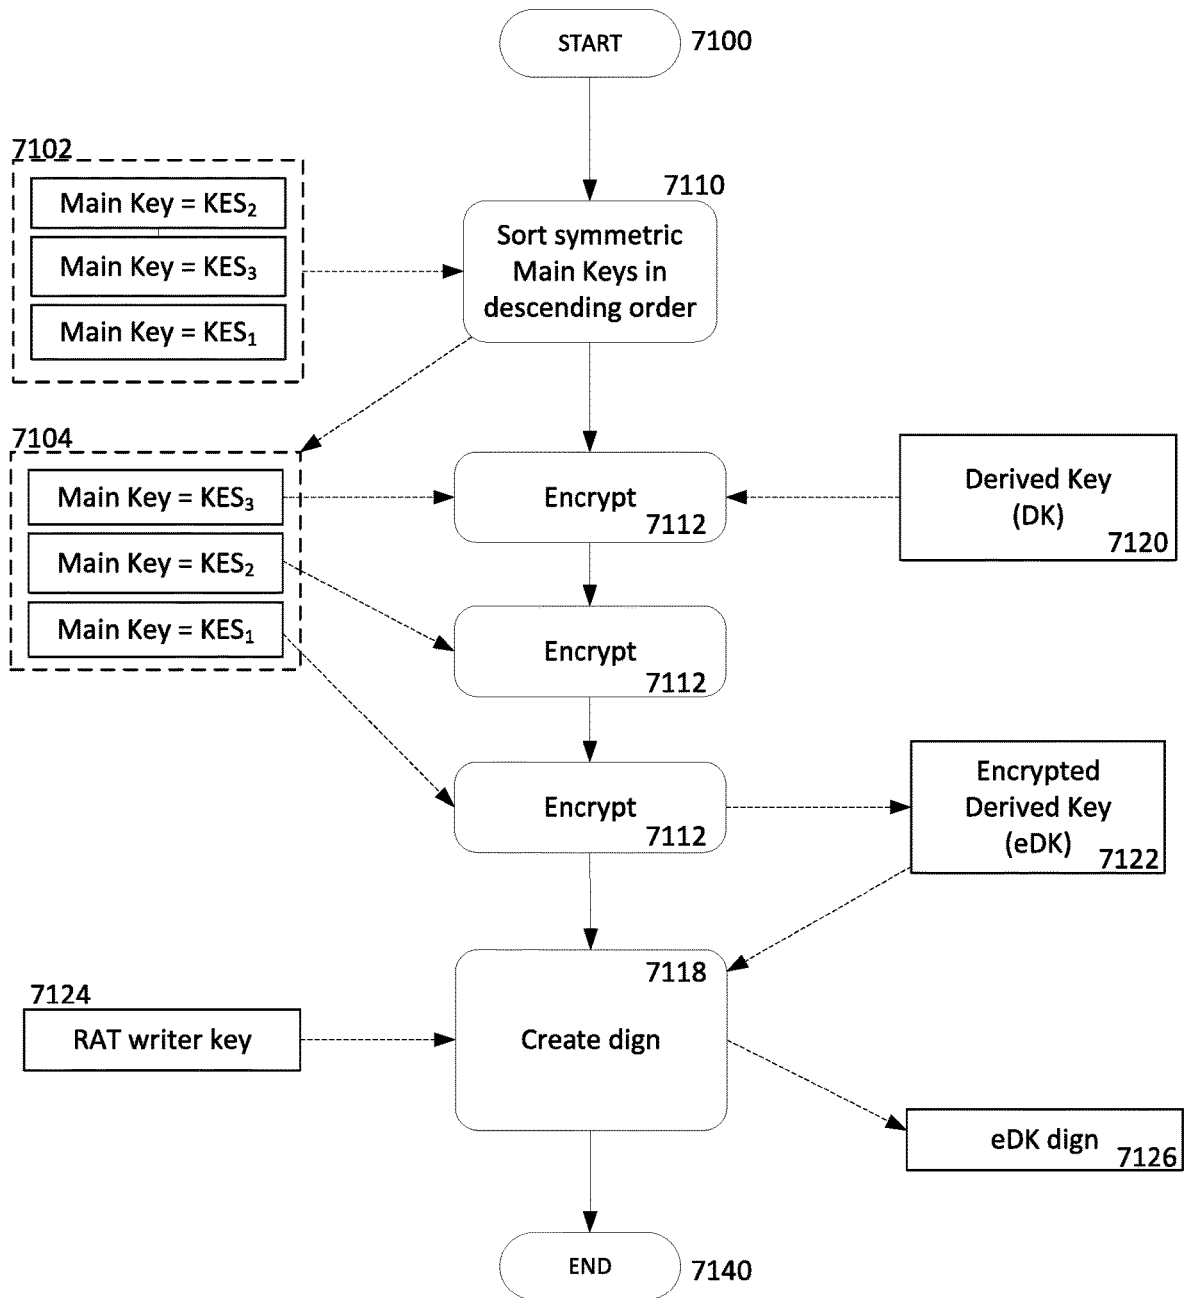 START
7100
7102
Main Key = KES₂
Main Key = KES₃
Main Key = KES₁
7110
Sort symmetric
Main Keys in
descending order
7104
Main Key = KES₃
Main Key = KES₂
Main Key = KES₁
Encrypt
7112
Derived Key
(DK)
7120
Encrypt
7112
Encrypt
7112
Encrypted
Derived Key
(eDK)
7122
7124
RAT writer key
7118
Create dign
eDK dign
7126
END
7140